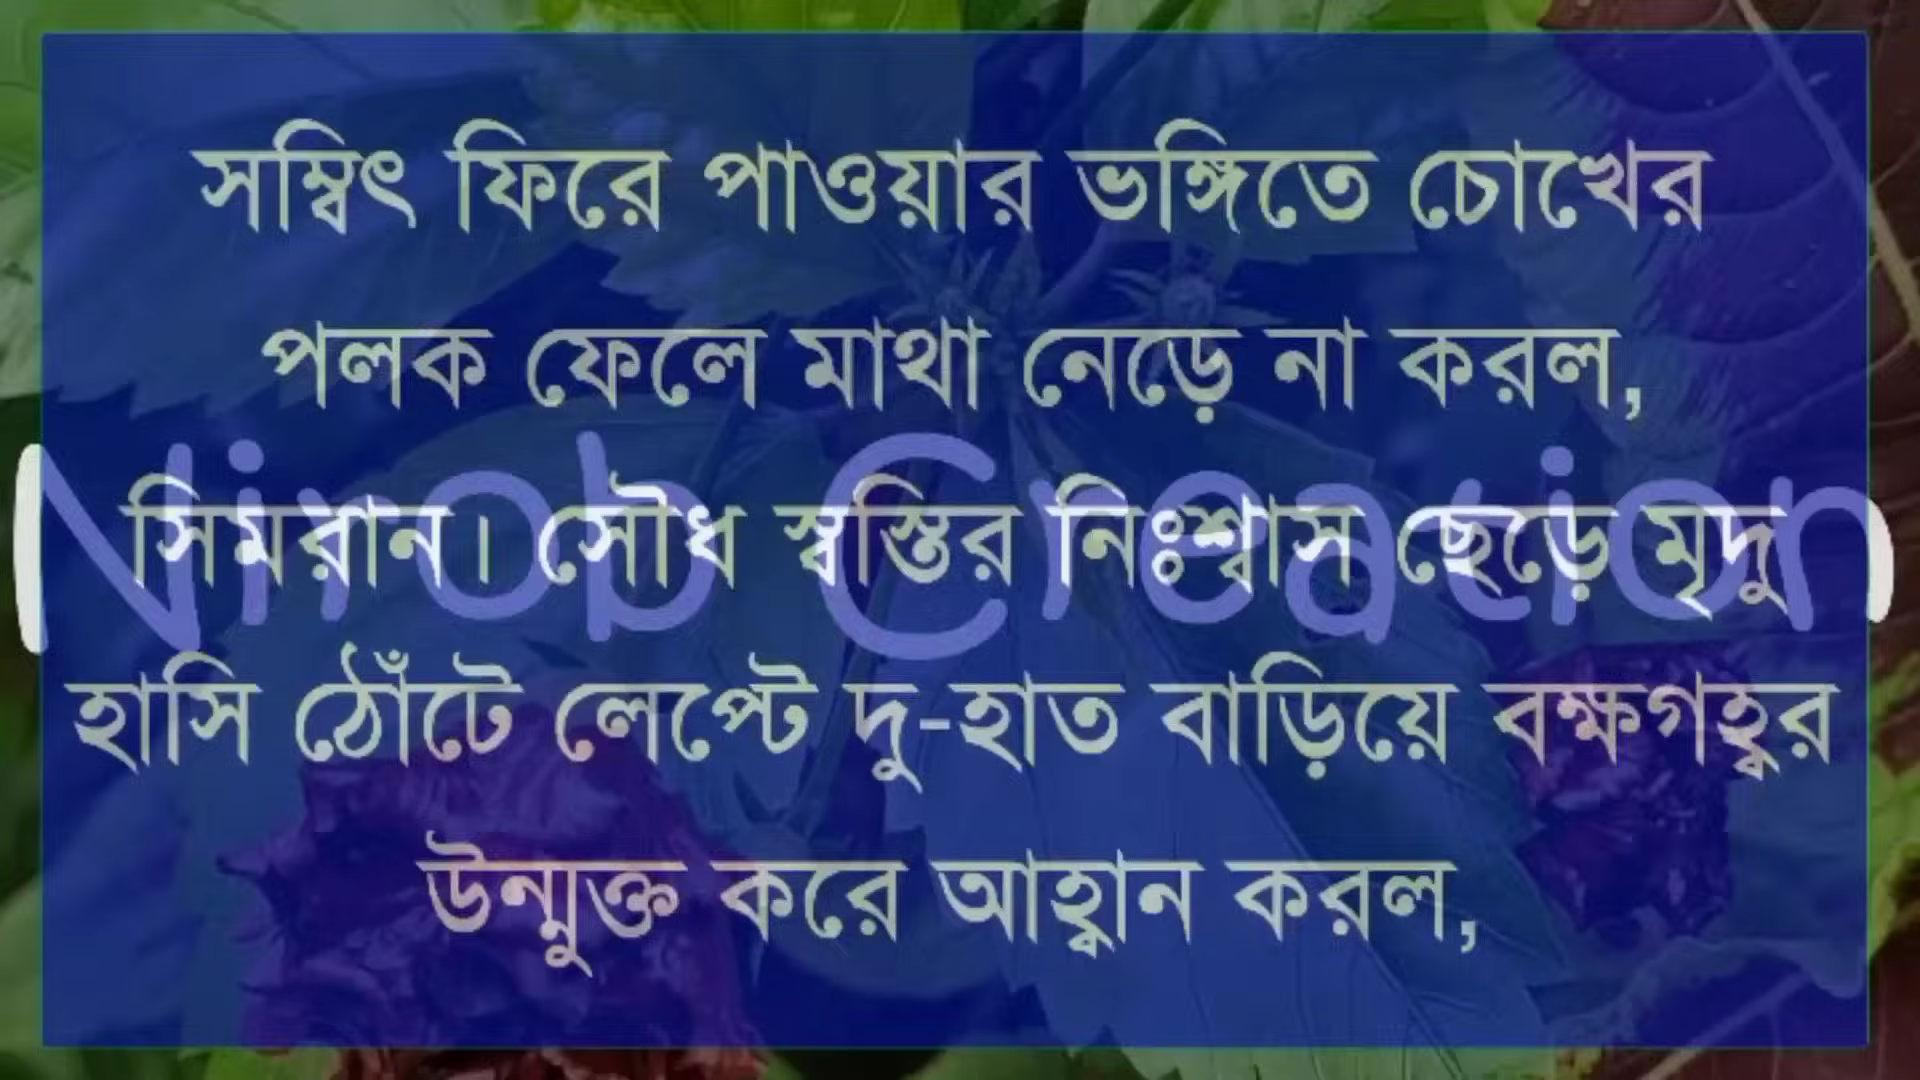 সম্বিৎ ফিরে পাওয়ার ভঙ্গিতে চোখের
পলক ফেলে মাথা নেড়ে না করল,
Nirob Creation
সিমরান। সৌধ স্বস্তির নিঃশ্বাস ছেড়ে মৃদু
হাসি ঠোঁটে লেপ্টে দু-হাত বাড়িয়ে বক্ষগহ্বর
উন্মুক্ত করে আহ্বান করল,